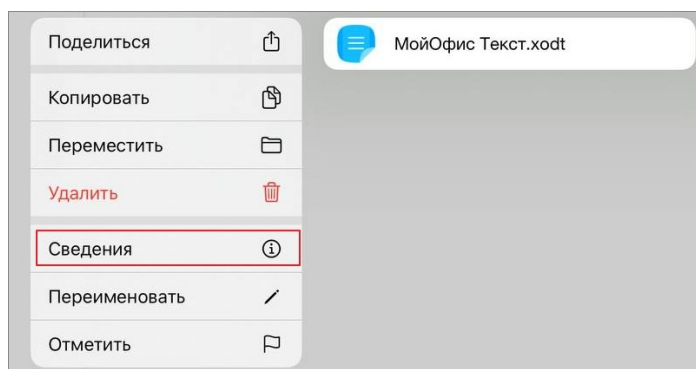 Поделиться
МойОфис Текст.xodt
Копировать
Переместить
Удалить
Сведения
Переименовать
Отметить